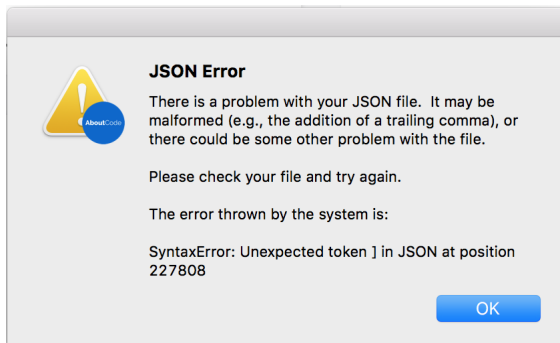 JSON Error
There is a problem with your JSON file.  It may be
malformed (e.g., the addition of a trailing comma), or
there could be some other problem with the file.
Please check your file and try again.
The error thrown by the system is:
SyntaxError: Unexpected token ] in JSON at position
227808
AboutCode
OK